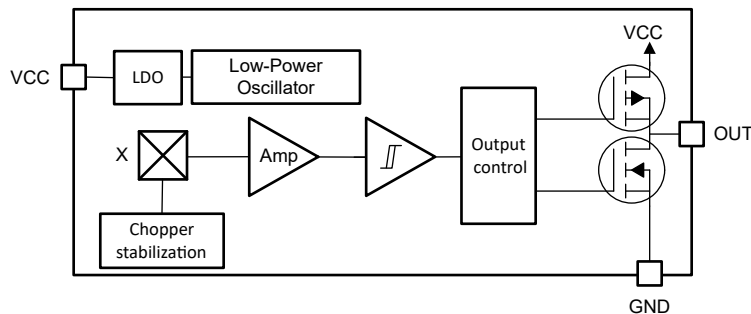 VCC
VCC
LDO
Low-Power
Oscillator
X
Amp
Output
control
OUT
Chopper
stabilization
GND